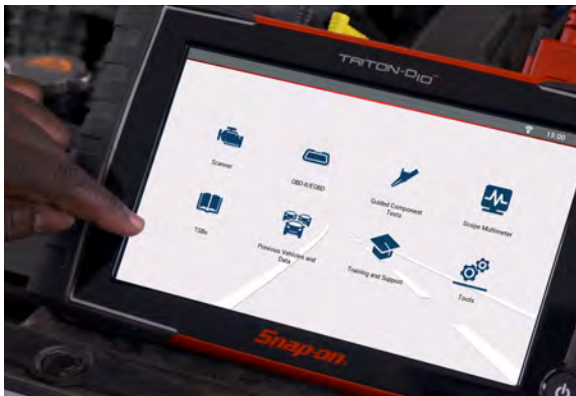 TRITON-D10™
15:00
Scanner
OBD-II/EOBD
Guided Component
Tests
Scope Multimeter
TSBs
Previous Vehicles and
Data
Training and Support
Tools
Snap-on